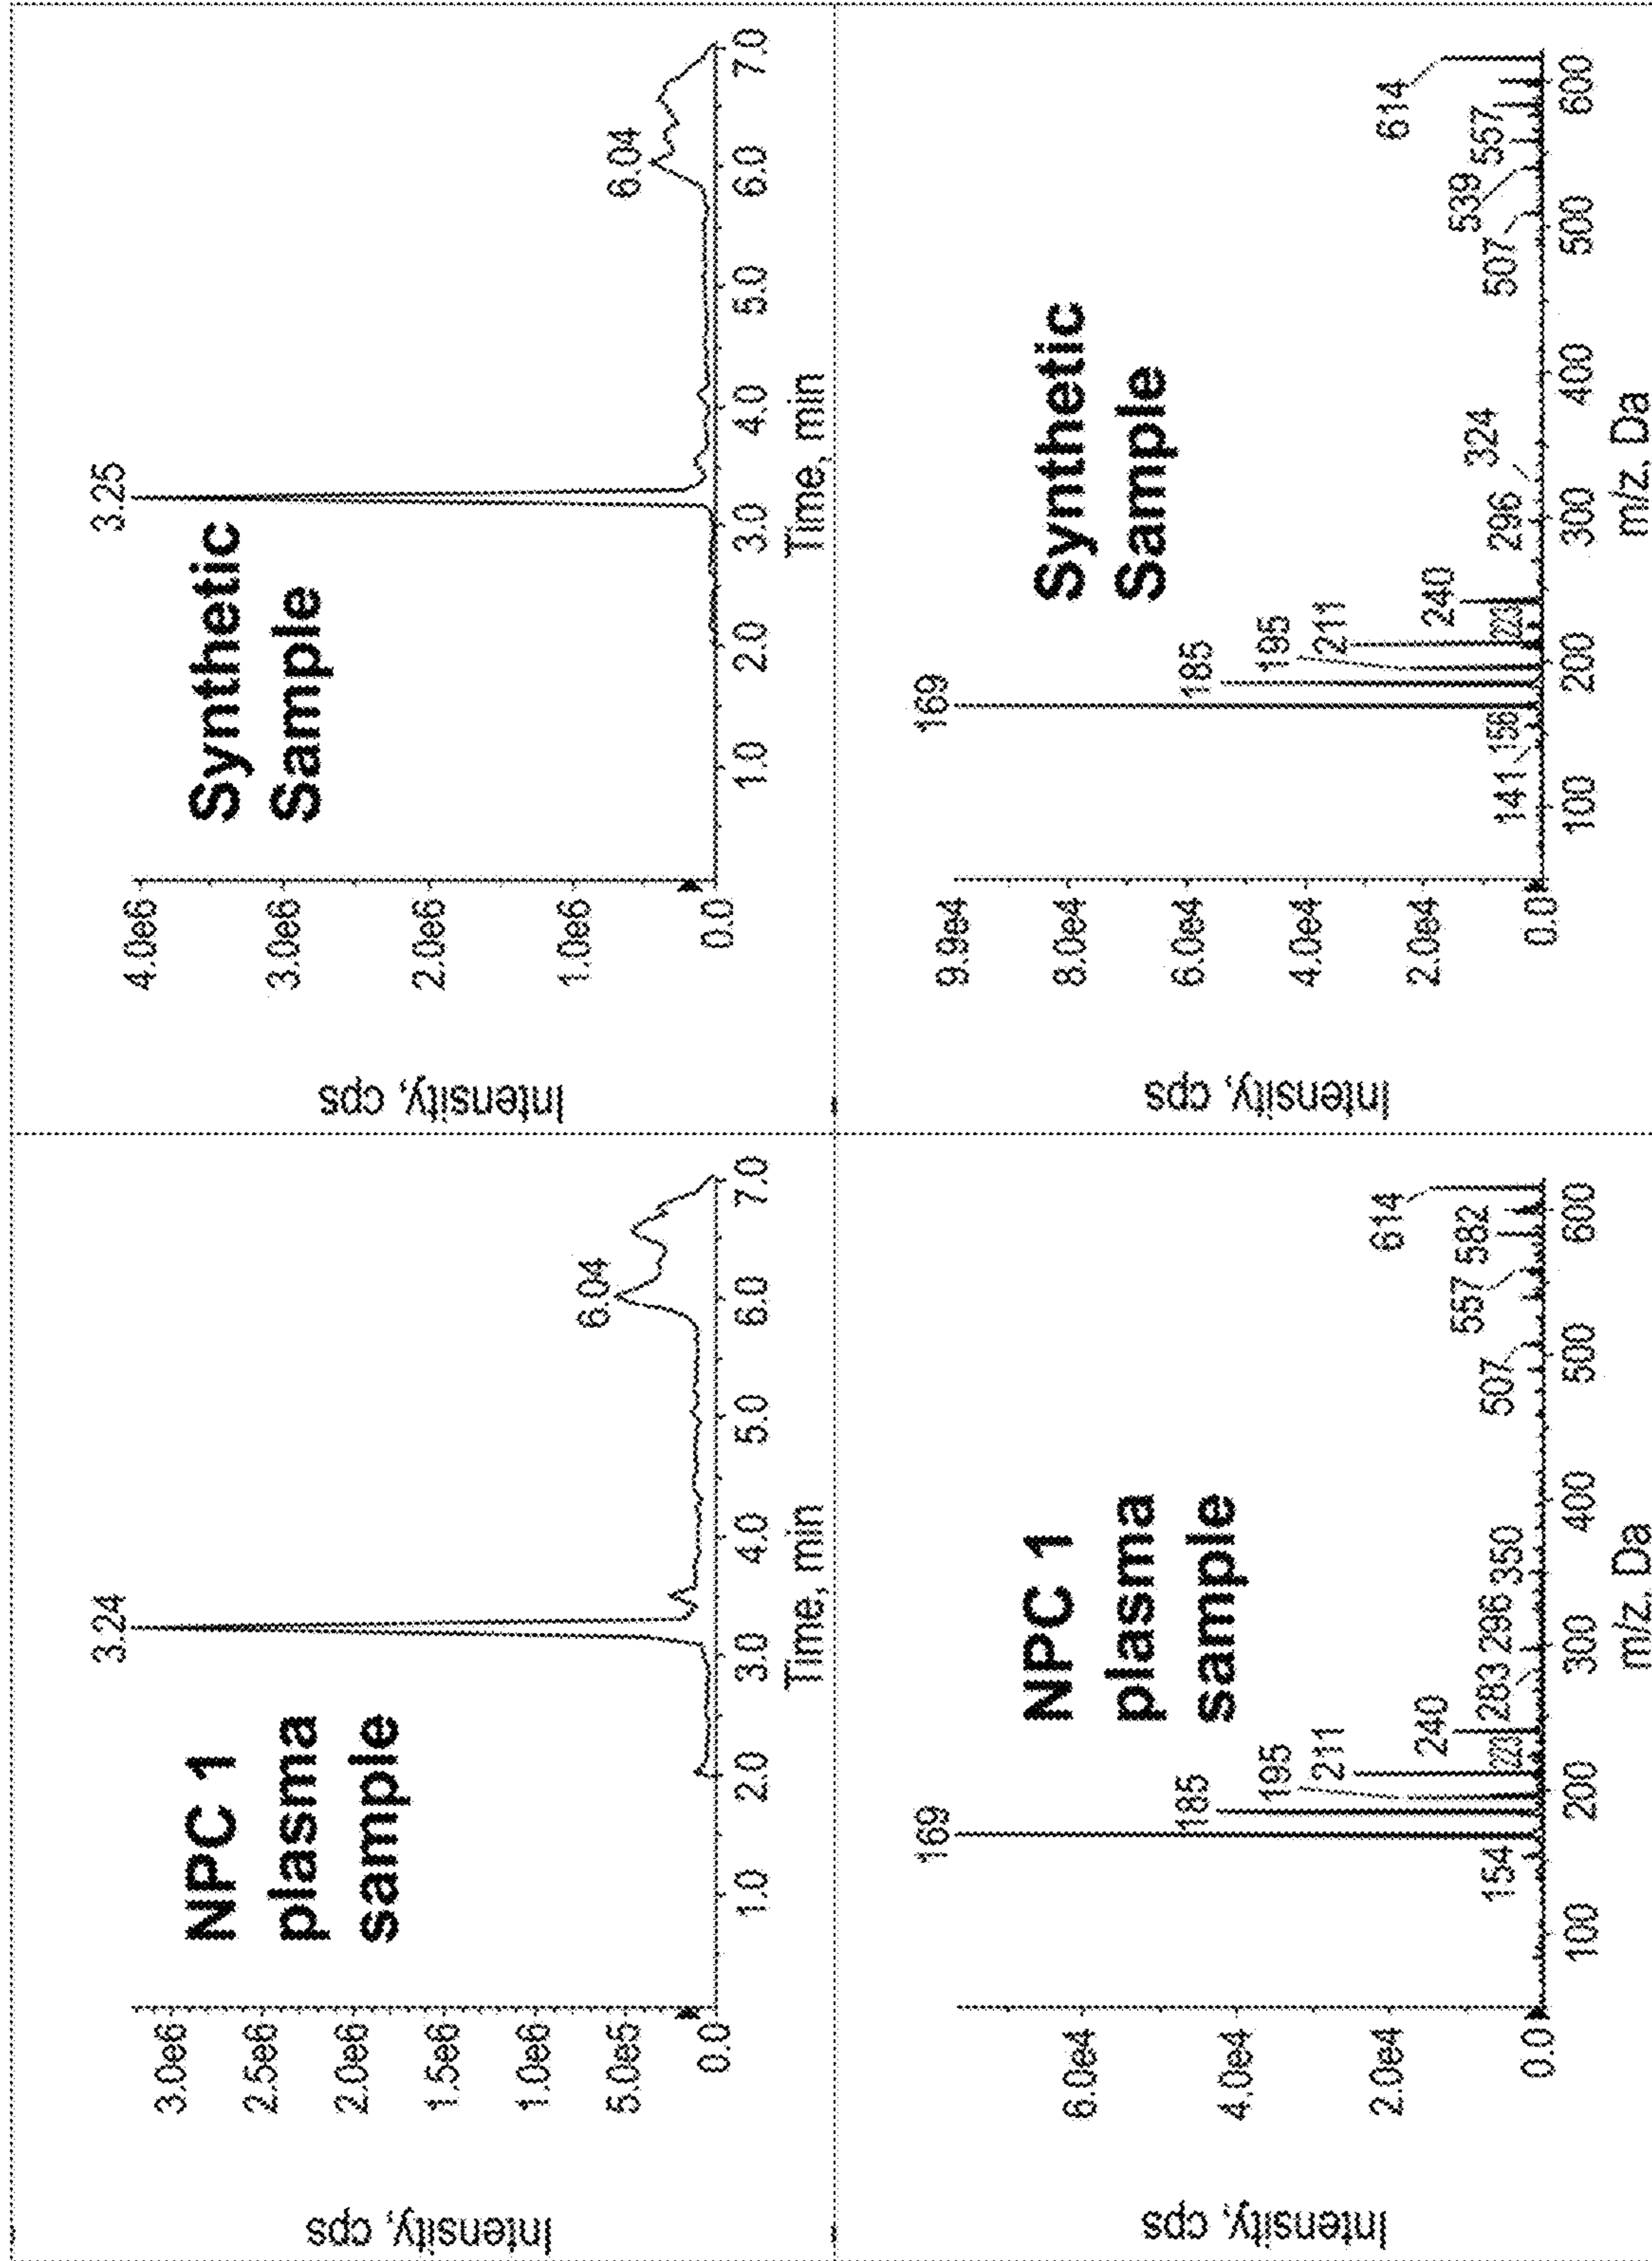 NPC 1
plasma
sample
3.24
6.04
Intensity, cps
3.0e6
2.5e6
2.0e6
1.5e6
1.0e6
5.0e5
0.0
1.0
2.0
3.0
4.0
5.0
6.0
7.0
Time, min
Synthetic
Sample
3.25
6.04
Intensity, cps
4.0e6
3.0e6
2.0e6
1.0e6
0.0
1.0
2.0
3.0
4.0
5.0
6.0
7.0
Time, min
NPC 1
plasma
sample
Intensity, cps
6.0e4
4.0e4
2.0e4
0.0
154
169
185
195
211
223
240
283
296
350
507
557
582
614
100
200
300
400
500
600
m/z, Da
Synthetic
Sample
Intensity, cps
9.9e4
8.0e4
6.0e4
4.0e4
2.0e4
0.0
141
169
185
195
211
223
240
296
324
507
539
557
614
100
200
300
400
500
600
m/z, Da